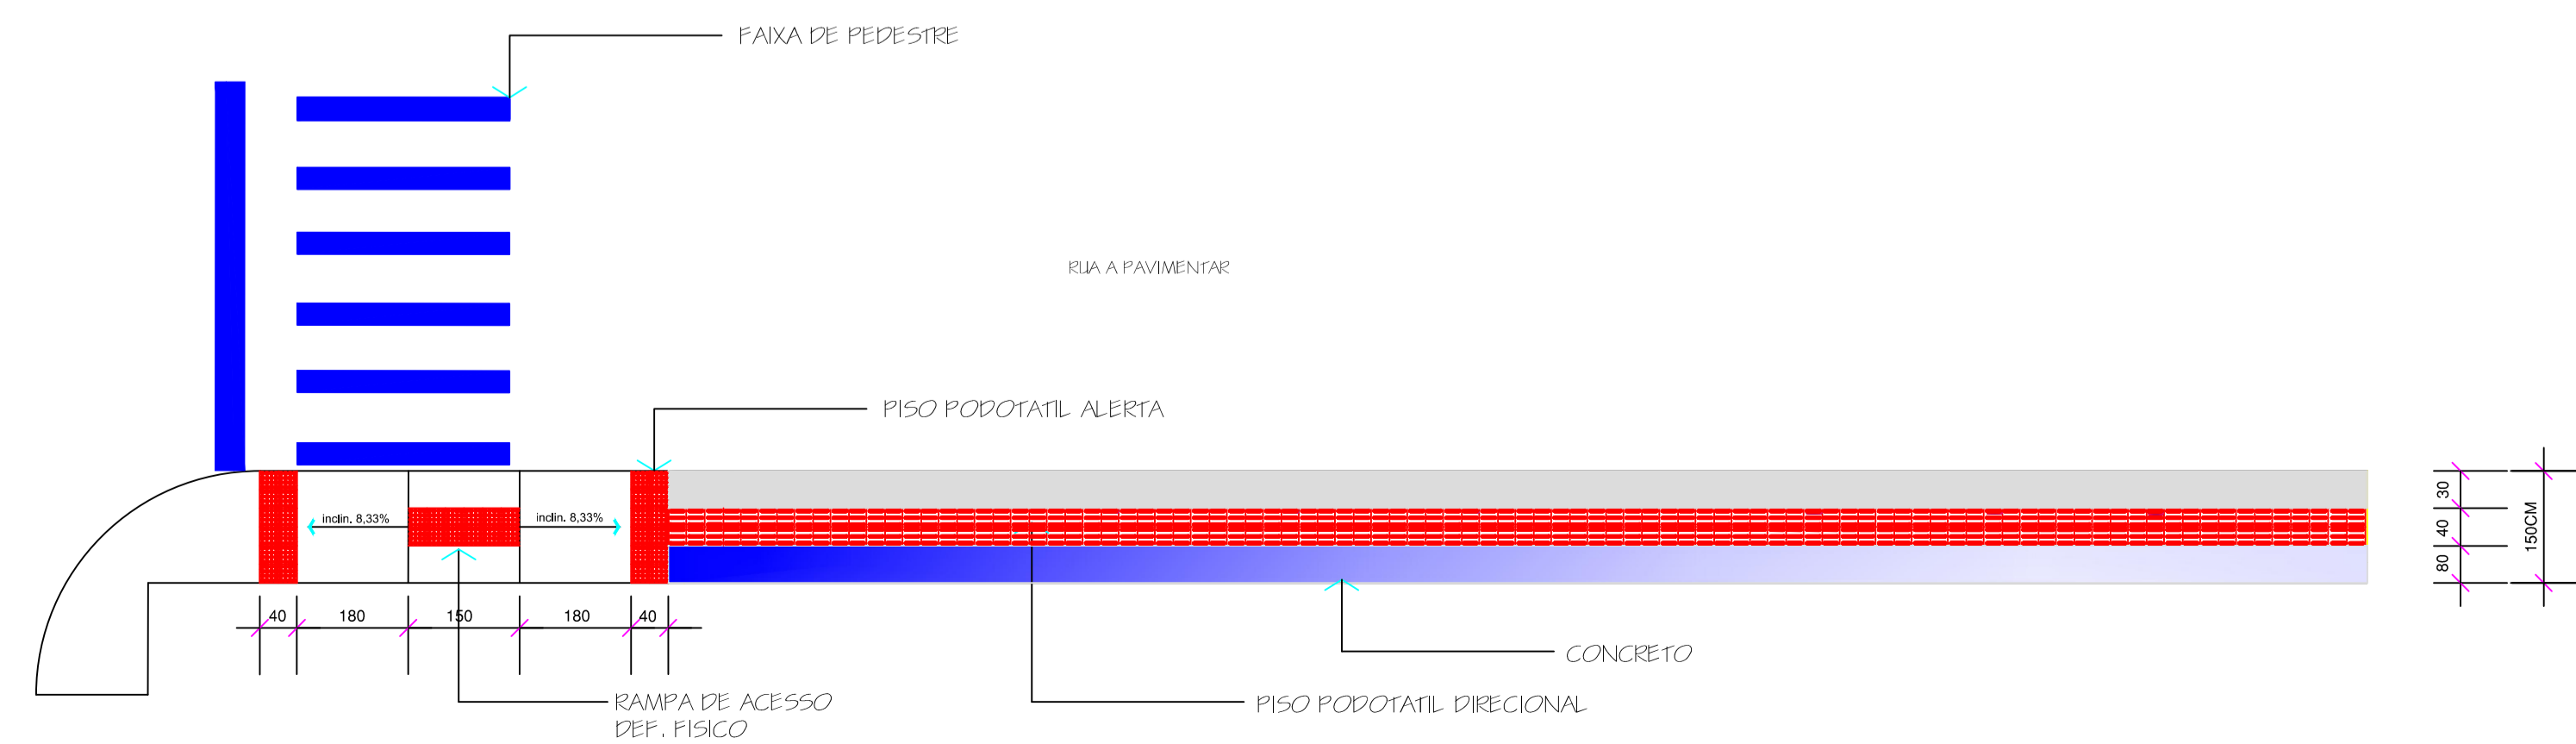 FAIXA DE PEDESTRE
RUA A PAVIMENTAR
PISO PODOTATIL ALERTA
inclin. 8,33%
inclin. 8,33%
30
40
80
150CM
40
180
150
180
40
CONCRETO
RAMPA DE ACESSO
DEF. FISICO
PISO PODOTATIL DIRECIONAL